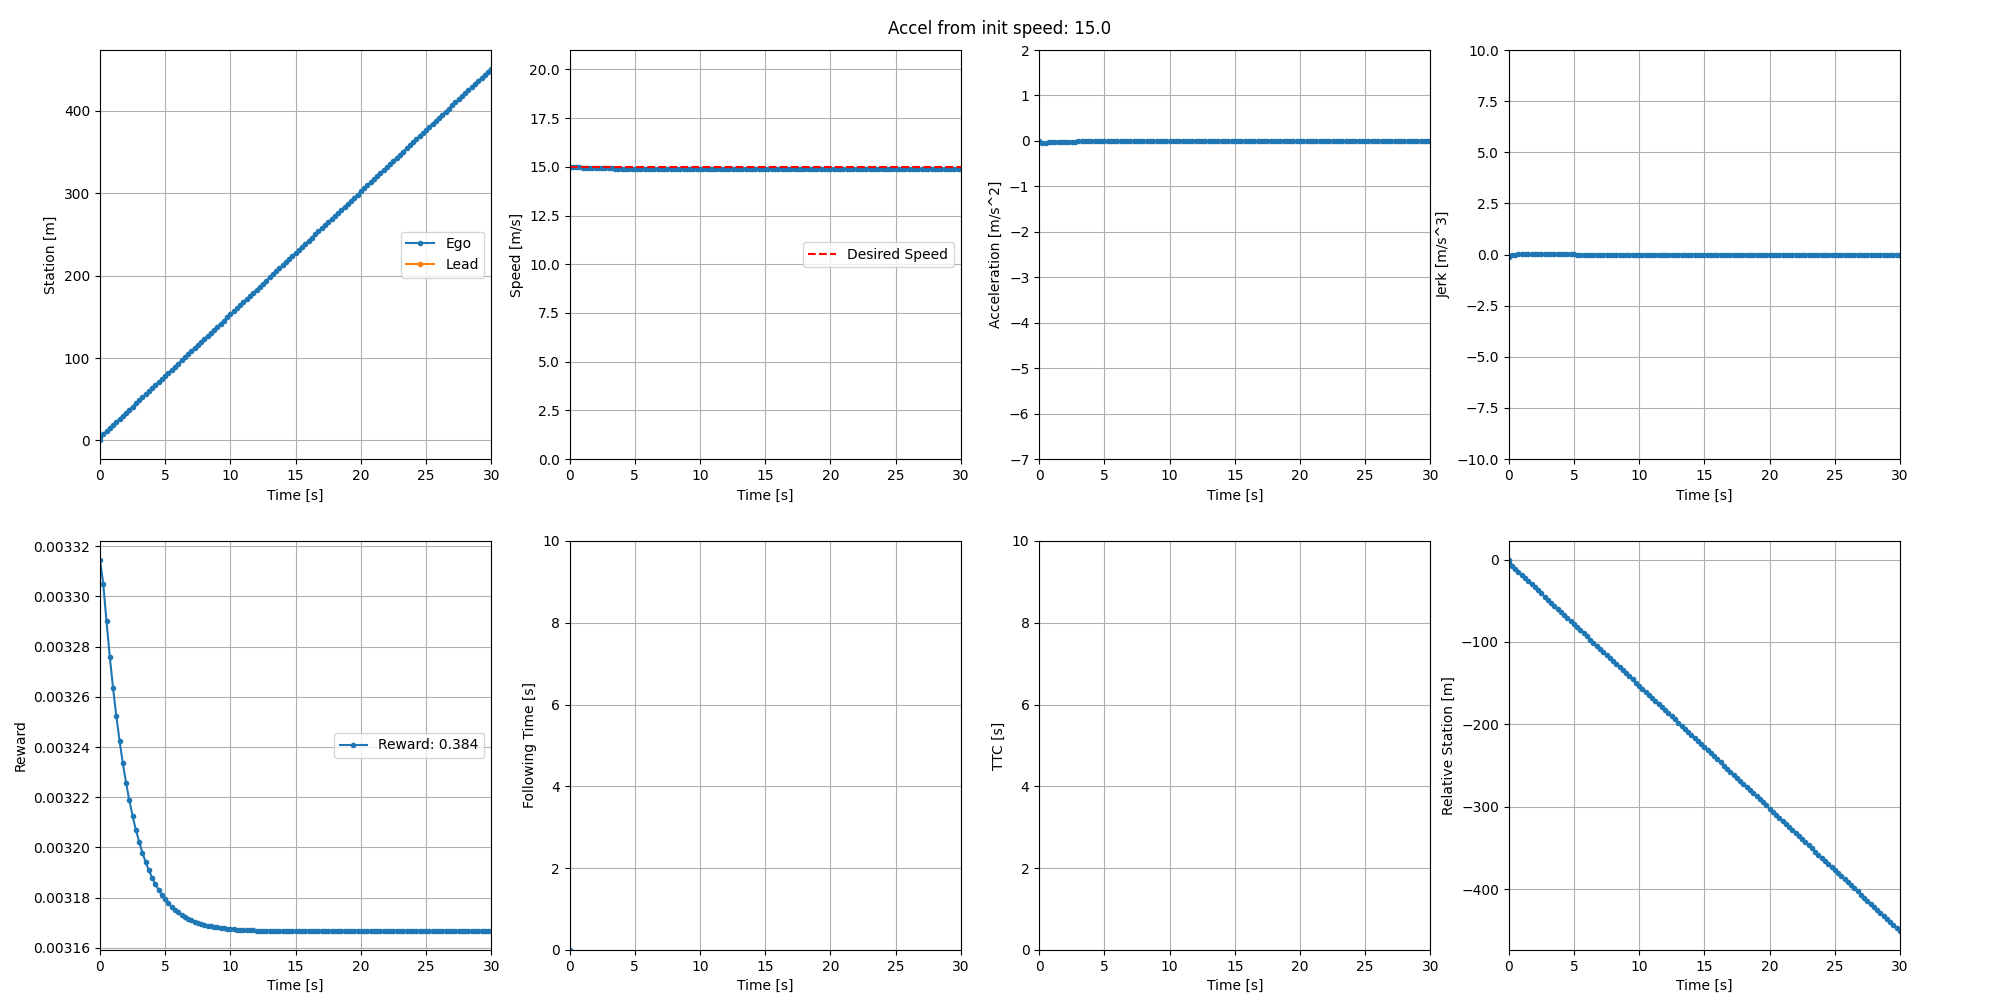 Accel from init speed: 15.0
Station [m]
400
300
200
100
0
Ego
Lead
0 5 10 15 20 25 30
Time [s]
Speed [m/s]
20.0
17.5
15.0
12.5
10.0
7.5
5.0
2.5
0.0
Desired Speed
0 5 10 15 20 25 30
Time [s]
Acceleration [m/s^2]
2
1
0
−1
−2
−3
−4
−5
−6
−7
0 5 10 15 20 25 30
Time [s]
Jerk [m/s^3]
10.0
7.5
5.0
2.5
0.0
−2.5
−5.0
−7.5
−10.0
0 5 10 15 20 25 30
Time [s]
Reward
0.00332
0.00330
0.00328
0.00326
0.00324
0.00322
0.00320
0.00318
0.00316
Reward: 0.384
0 5 10 15 20 25 30
Time [s]
Following Time [s]
10
8
6
4
2
0
0 5 10 15 20 25 30
Time [s]
TTC [s]
10
8
6
4
2
0
0 5 10 15 20 25 30
Time [s]
Relative Station [m]
0
−100
−200
−300
−400
0 5 10 15 20 25 30
Time [s]